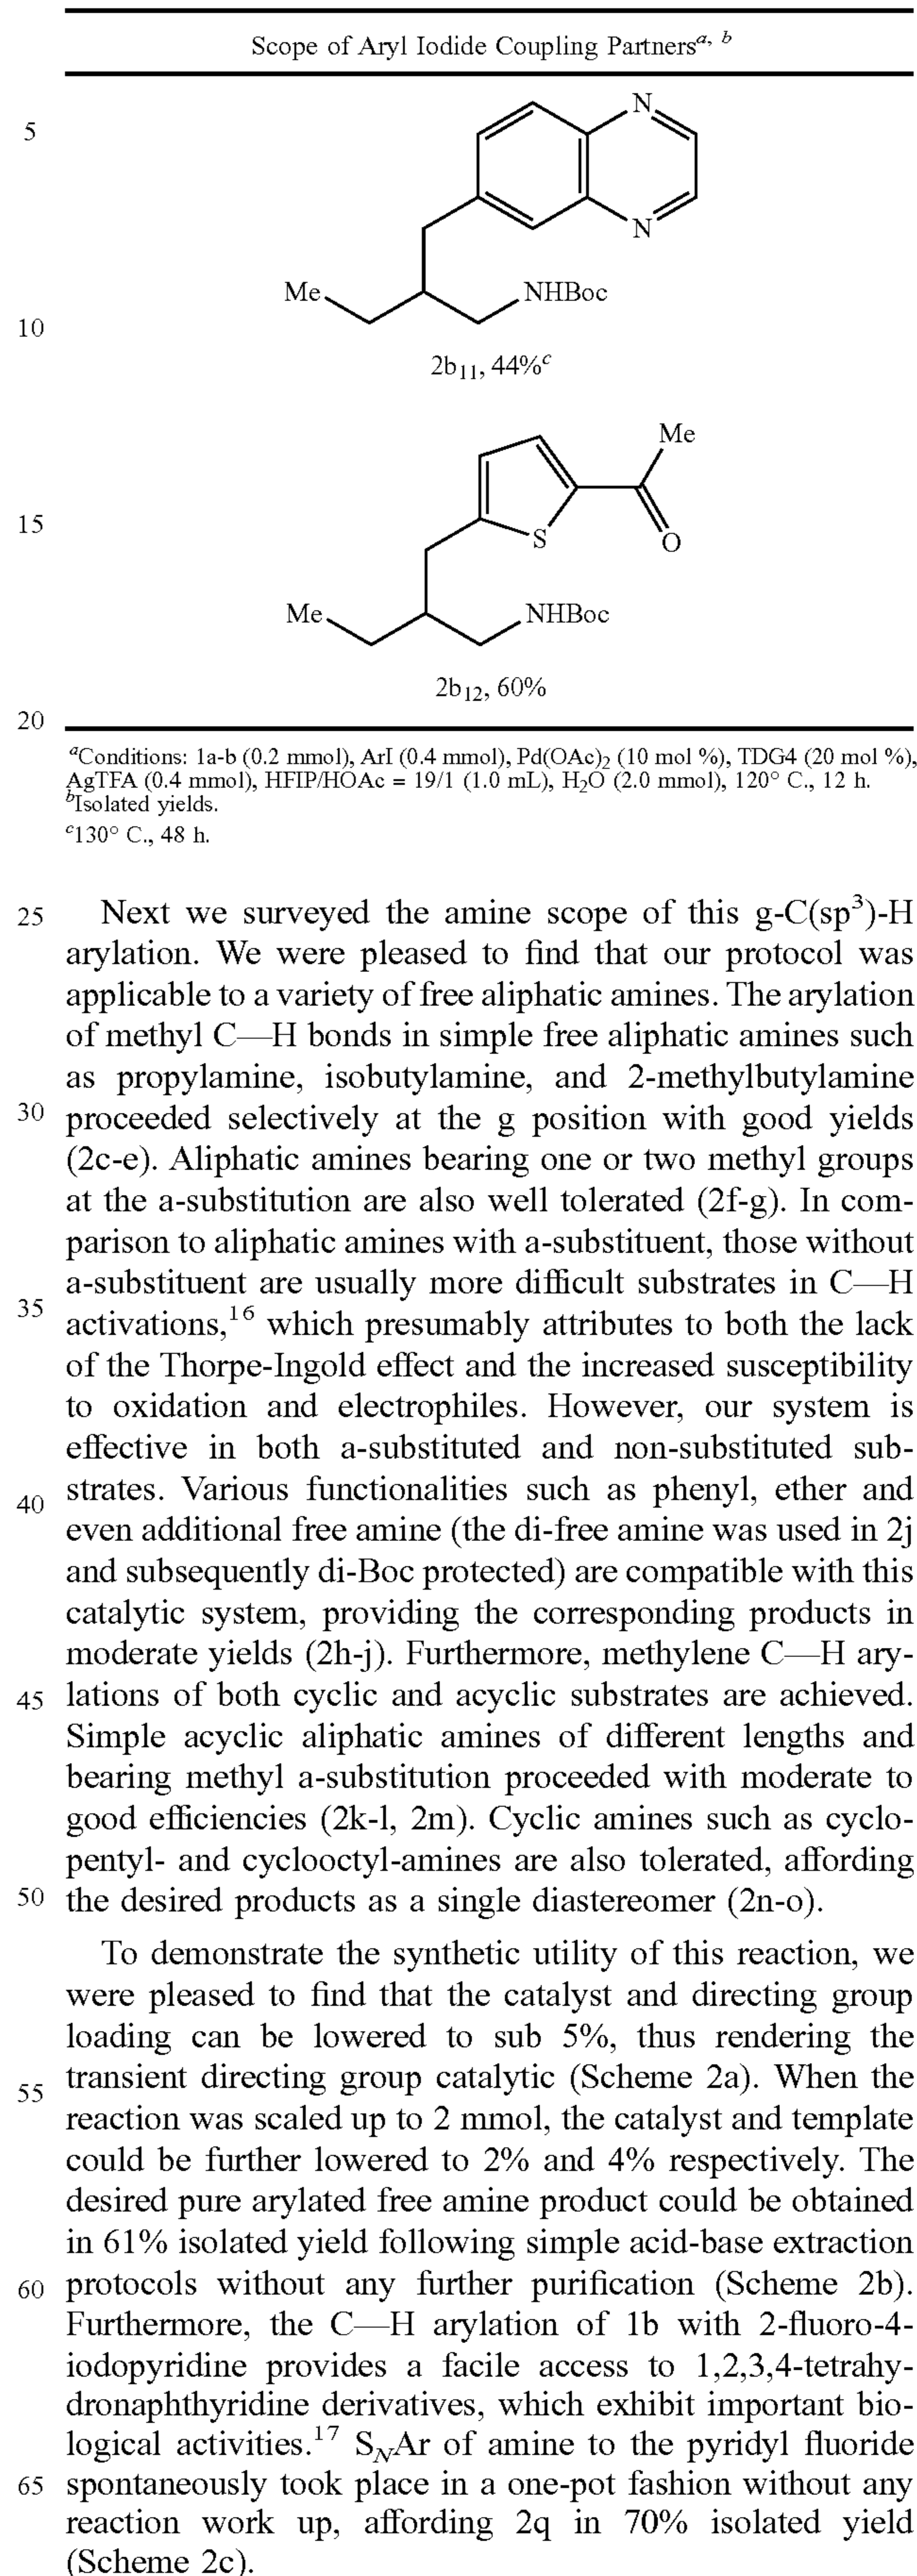 Scope of Aryl Iodide Coupling Partners^a, b
5
N
N
Me
NHBoc
10
2b₁₁, 44%^c
Me
15
S
O
Me
NHBoc
2b₁₂, 60%
20
^aConditions: 1a-b (0.2 mmol), ArI (0.4 mmol), Pd(OAc)₂ (10 mol %), TDG4 (20 mol %),
AgTFA (0.4 mmol), HFIP/HOAc = 19/1 (1.0 mL), H₂O (2.0 mmol), 120° C., 12 h.
^bIsolated yields.
^c130° C., 48 h.
25 Next we surveyed the amine scope of this g-C(sp³)-H
arylation. We were pleased to find that our protocol was
applicable to a variety of free aliphatic amines. The arylation
of methyl C—H bonds in simple free aliphatic amines such
as propylamine, isobutylamine, and 2-methylbutylamine
30 proceeded selectively at the g position with good yields
(2c-e). Aliphatic amines bearing one or two methyl groups
at the a-substitution are also well tolerated (2f-g). In com-
parison to aliphatic amines with a-substituent, those without
a-substituent are usually more difficult substrates in C—H
35 activations,¹⁶ which presumably attributes to both the lack
of the Thorpe-Ingold effect and the increased susceptibility
to oxidation and electrophiles. However, our system is
effective in both a-substituted and non-substituted sub-
40 strates. Various functionalities such as phenyl, ether and
even additional free amine (the di-free amine was used in 2j
and subsequently di-Boc protected) are compatible with this
catalytic system, providing the corresponding products in
moderate yields (2h-j). Furthermore, methylene C—H ary-
45 lations of both cyclic and acyclic substrates are achieved.
Simple acyclic aliphatic amines of different lengths and
bearing methyl a-substitution proceeded with moderate to
good efficiencies (2k-l, 2m). Cyclic amines such as cyclo-
pentyl- and cyclooctyl-amines are also tolerated, affording
50 the desired products as a single diastereomer (2n-o).
To demonstrate the synthetic utility of this reaction, we
were pleased to find that the catalyst and directing group
loading can be lowered to sub 5%, thus rendering the
55 transient directing group catalytic (Scheme 2a). When the
reaction was scaled up to 2 mmol, the catalyst and template
could be further lowered to 2% and 4% respectively. The
desired pure arylated free amine product could be obtained
in 61% isolated yield following simple acid-base extraction
60 protocols without any further purification (Scheme 2b).
Furthermore, the C—H arylation of 1b with 2-fluoro-4-
iodopyridine provides a facile access to 1,2,3,4-tetrahy-
dronaphthyridine derivatives, which exhibit important bio-
logical activities.¹⁷ S_NAr of amine to the pyridyl fluoride
65 spontaneously took place in a one-pot fashion without any
reaction work up, affording 2q in 70% isolated yield
(Scheme 2c).